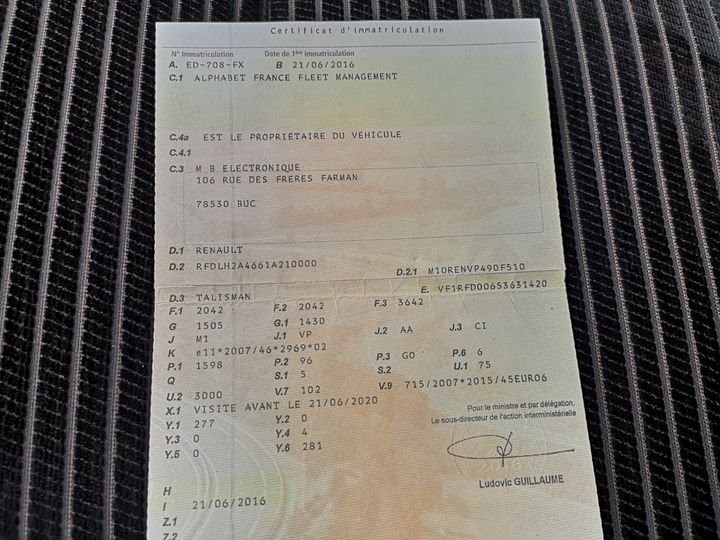 Certificat d'immatriculation
N° Immatriculation Date de 1ère immatriculation
A. ED-708-FX B 21/06/2016
C.1 ALPHABET FRANCE FLEET MANAGEMENT
C.4a EST LE PROPRIÉTAIRE DU VÉHICULE
C.4.1
C.3 M B ELECTRONIQUE
106 RUE DES FRERES FARMAN
78530 BUC
D.1 RENAULT
D.2 RFDLH2A4661A210000 D.2.1 M10RENVP490F510
D.3 TALISMAN E. VF1RFD00653631420
F.1 2042 F.2 2042 F.3 3642
G 1505 G.1 1430
J M1 J.1 VP J.2 AA J.3 CI
K e11*2007/46*2969*02
P.1 1598 P.2 96 P.3 GO P.6 6
Q S.1 5 S.2 U.1 75
U.2 3000 V.7 102 V.9 715/2007*2015/45EURO6
X.1 VISITE AVANT LE 21/06/2020
Y.1 277 Y.2 0
Y.3 0 Y.4 4
Y.5 0 Y.6 281
Pour le ministre et par délégation,
Le sous-directeur de l'action interministérielle
Ludovic GUILLAUME
H
I 21/06/2016
Z.1
Z.2